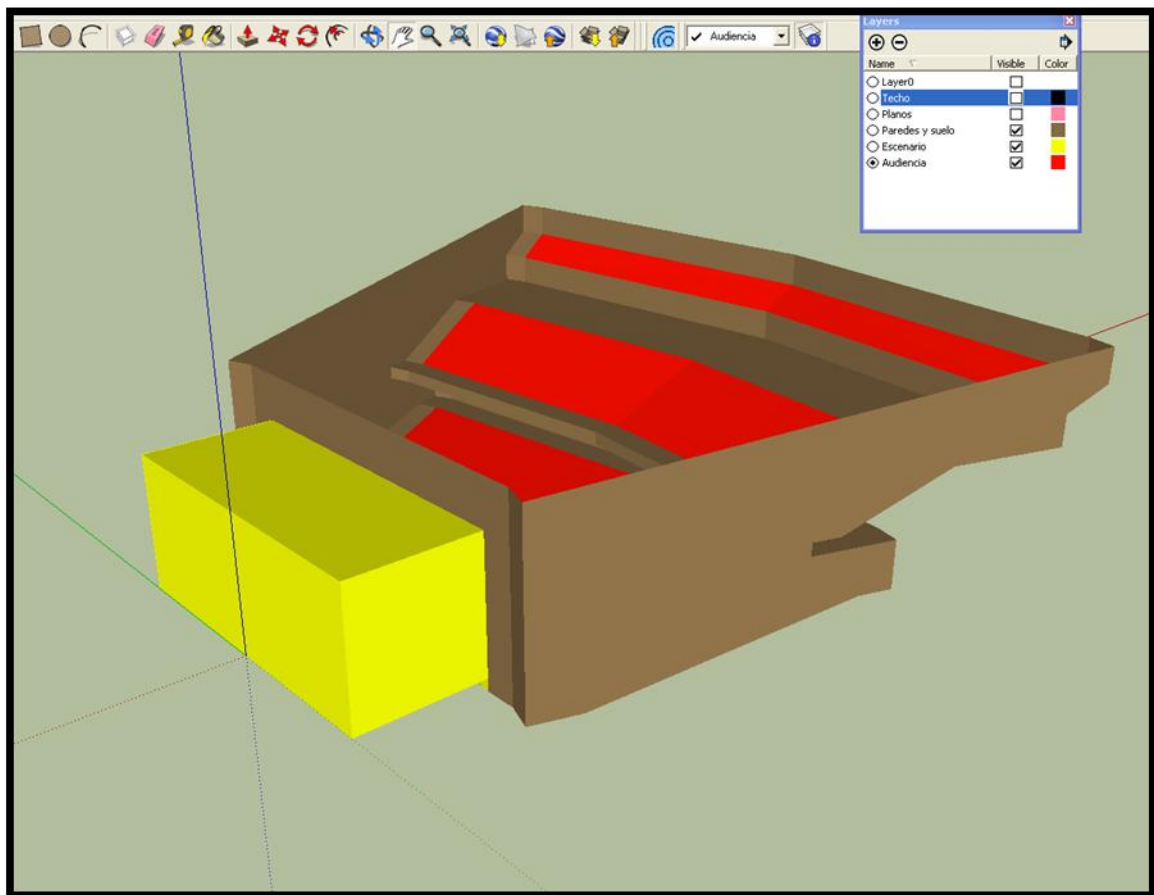 Layers
Audiencia
Name Visible Color
Layer0
Techo
Planos
Paredes y suelo
Escenario
Audiencia